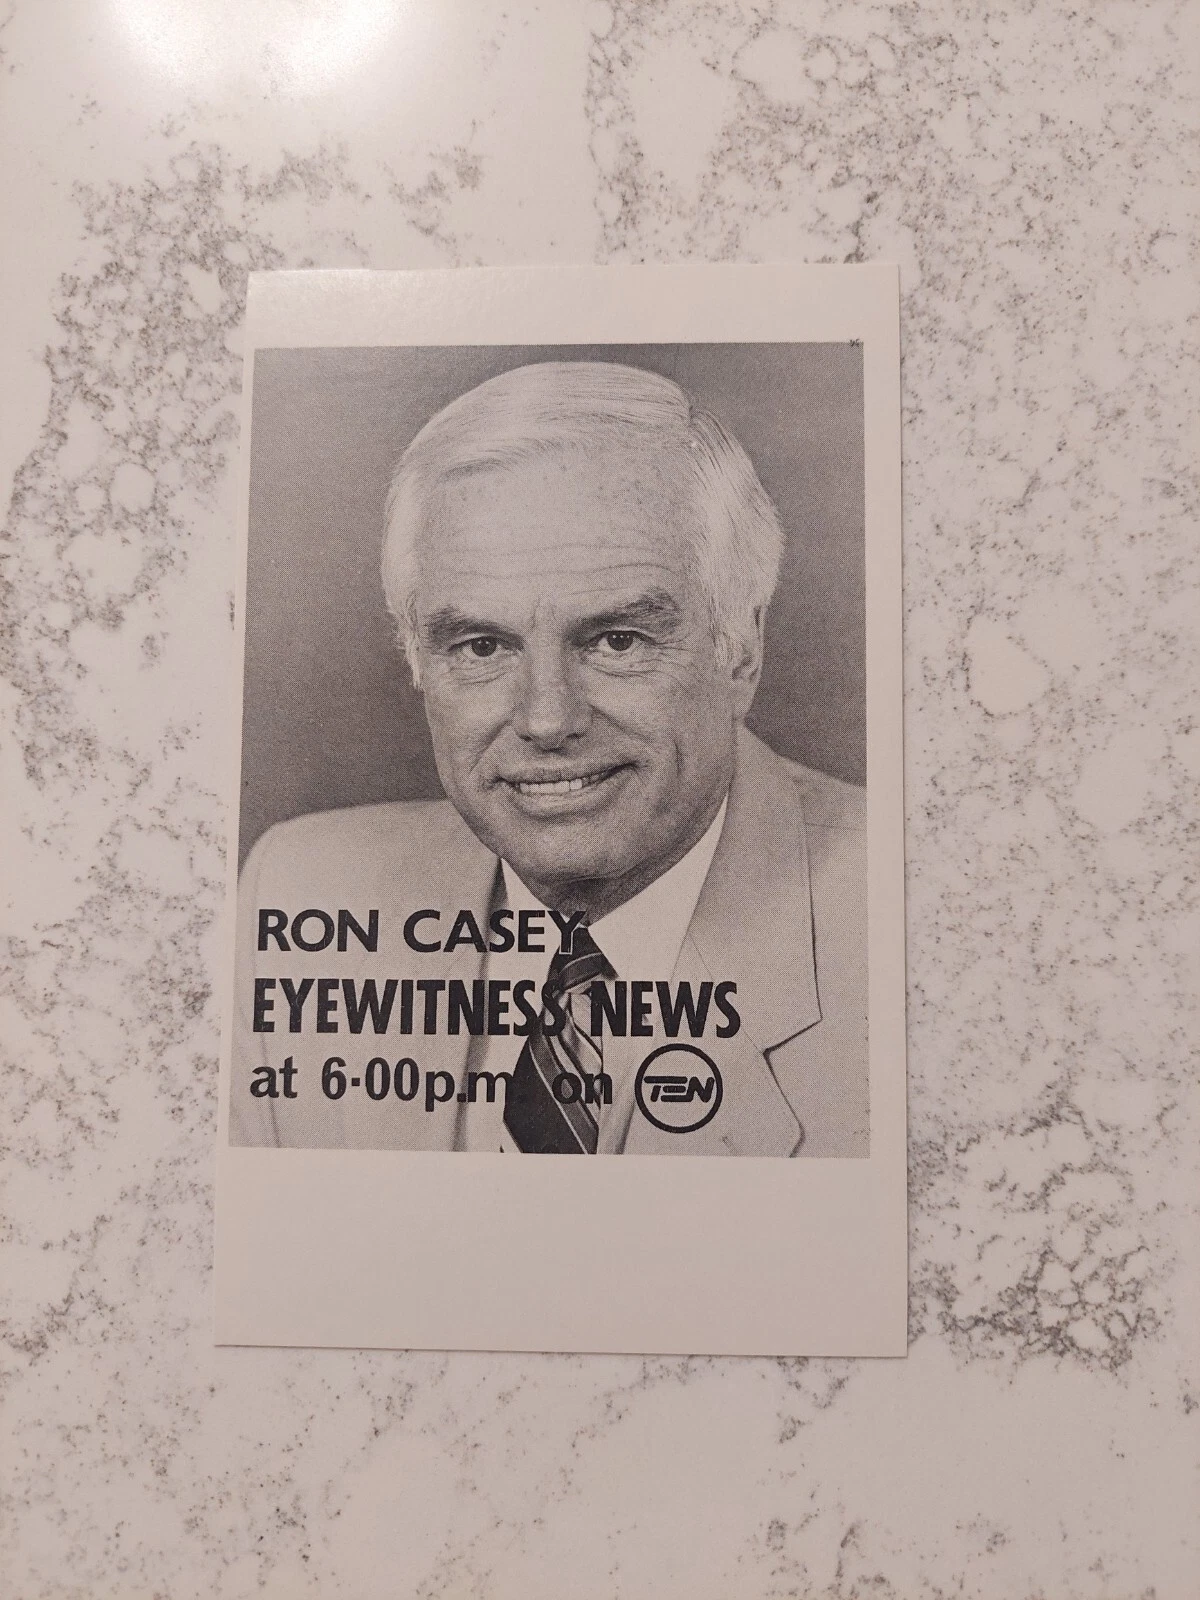 RON CASEY
EYEWITNESS NEWS
at 6·00p.m. on TEN